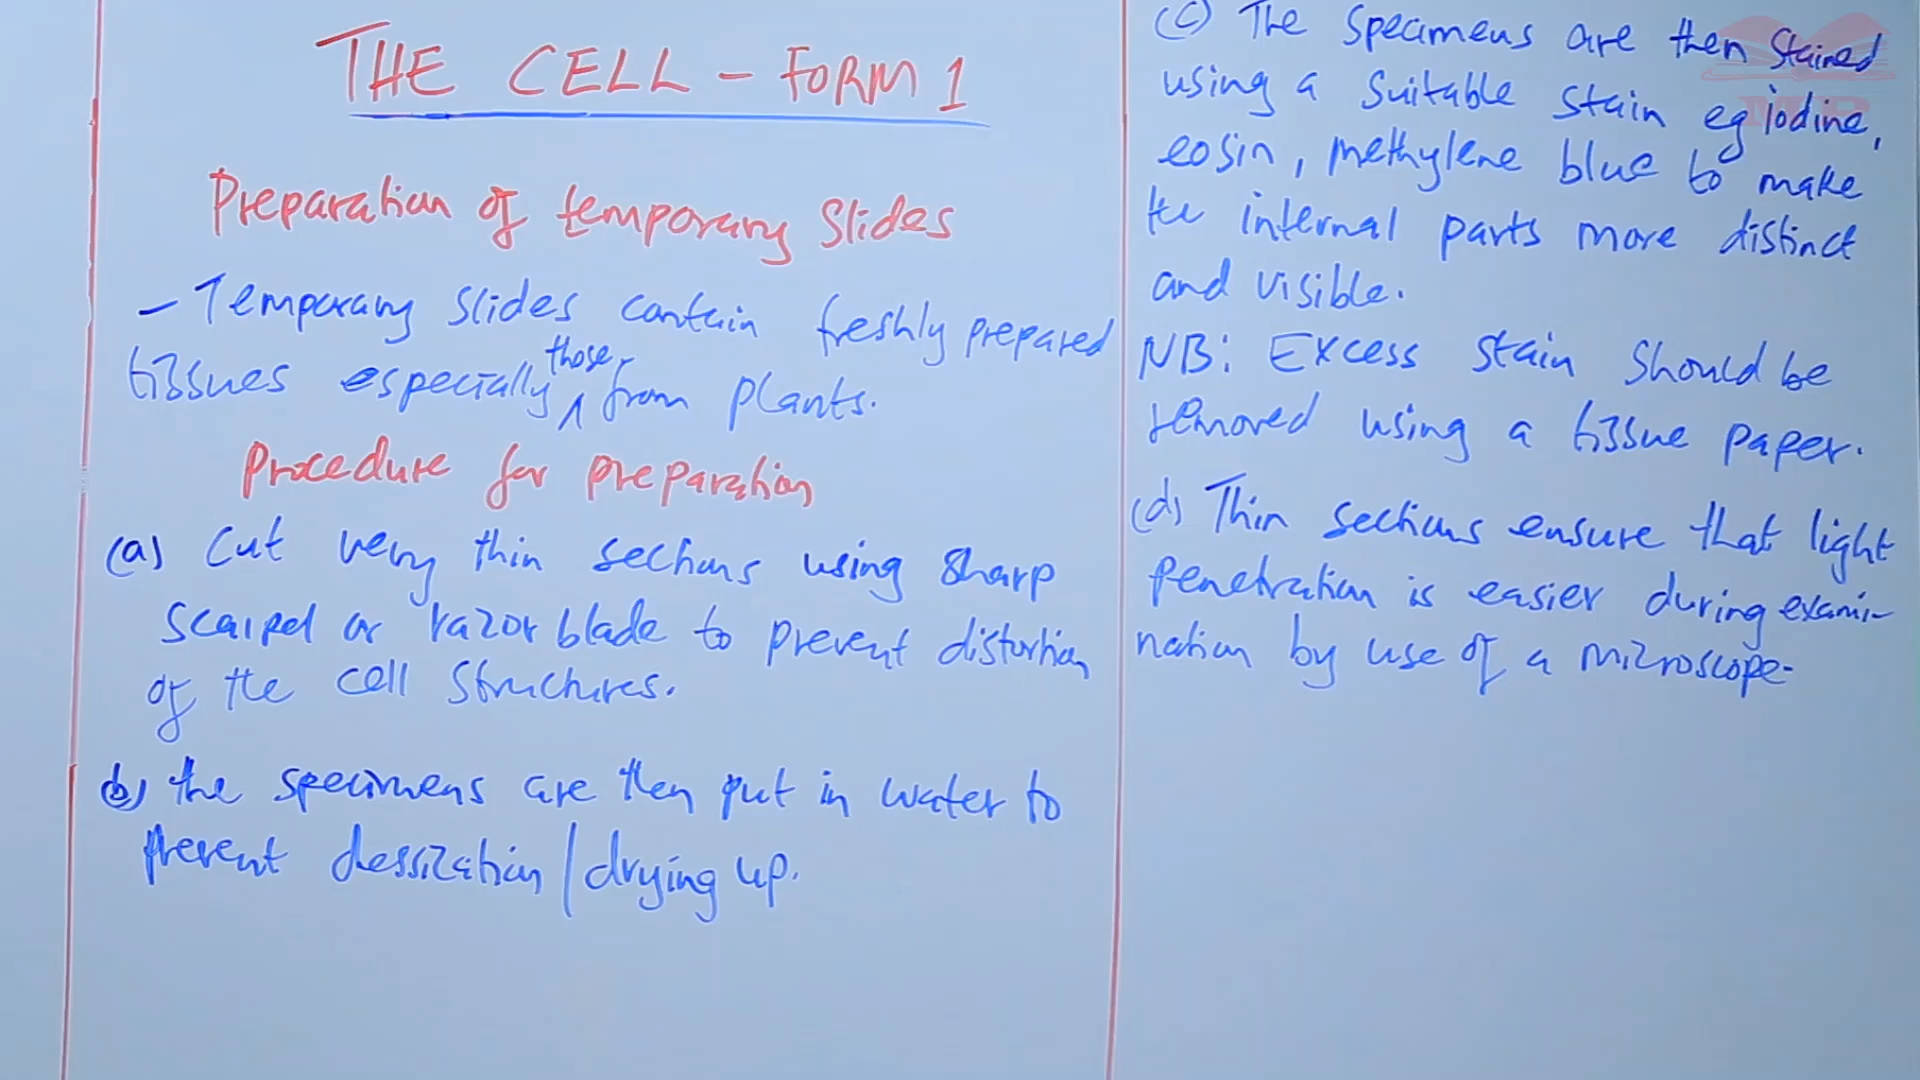 THE CELL - FORM 1
Preparation of temporary slides
- Temporary slides contain freshly prepared
tissues especially those from plants.
Procedure for preparation
(a) Cut very thin sections using sharp
scalpel or razor blade to prevent distortion
of the cell structures.
(b) the specimens are then put in water to
prevent dessication / drying up.
(c) The specimens are then stained
using a suitable stain eg iodine,
eosin, methylene blue to make
the internal parts more distinct
and visible.
NB: Excess stain should be
removed using a tissue paper.
(d) Thin sections ensure that light
penetration is easier during exami-
nation by use of a microscope.